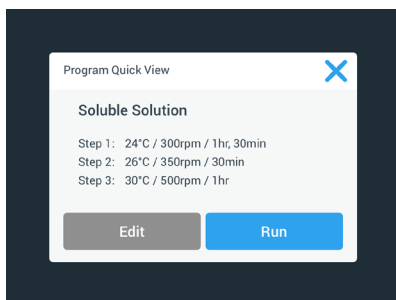 Program Quick View
Soluble Solution
Step 1: 24°C / 300rpm / 1hr, 30min
Step 2: 26°C / 350rpm / 30min
Step 3: 30°C / 500rpm / 1hr
Edit
Run